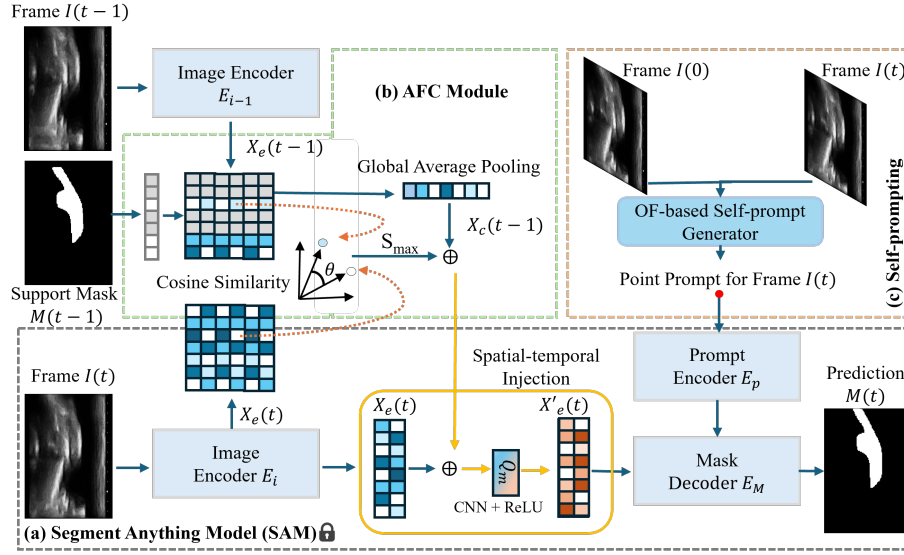 Frame I(t−1)
Image Encoder
E_{i−1}
(b) AFC Module
Frame I(0)
Frame I(t)
X_e(t−1)
Global Average Pooling
OF-based Self-prompt
Generator
X_c(t−1)
S_max
Cosine Similarity
θ
Support Mask
M(t−1)
Point Prompt for Frame I(t)
(c) Self-prompting
Frame I(t)
X_e(t)
Image
Encoder E_i
Spatial-temporal
Injection
X_e(t)
X′_e(t)
Q_m
CNN + ReLU
Prompt
Encoder E_p
Mask
Decoder E_M
Prediction
M(t)
(a) Segment Anything Model (SAM)